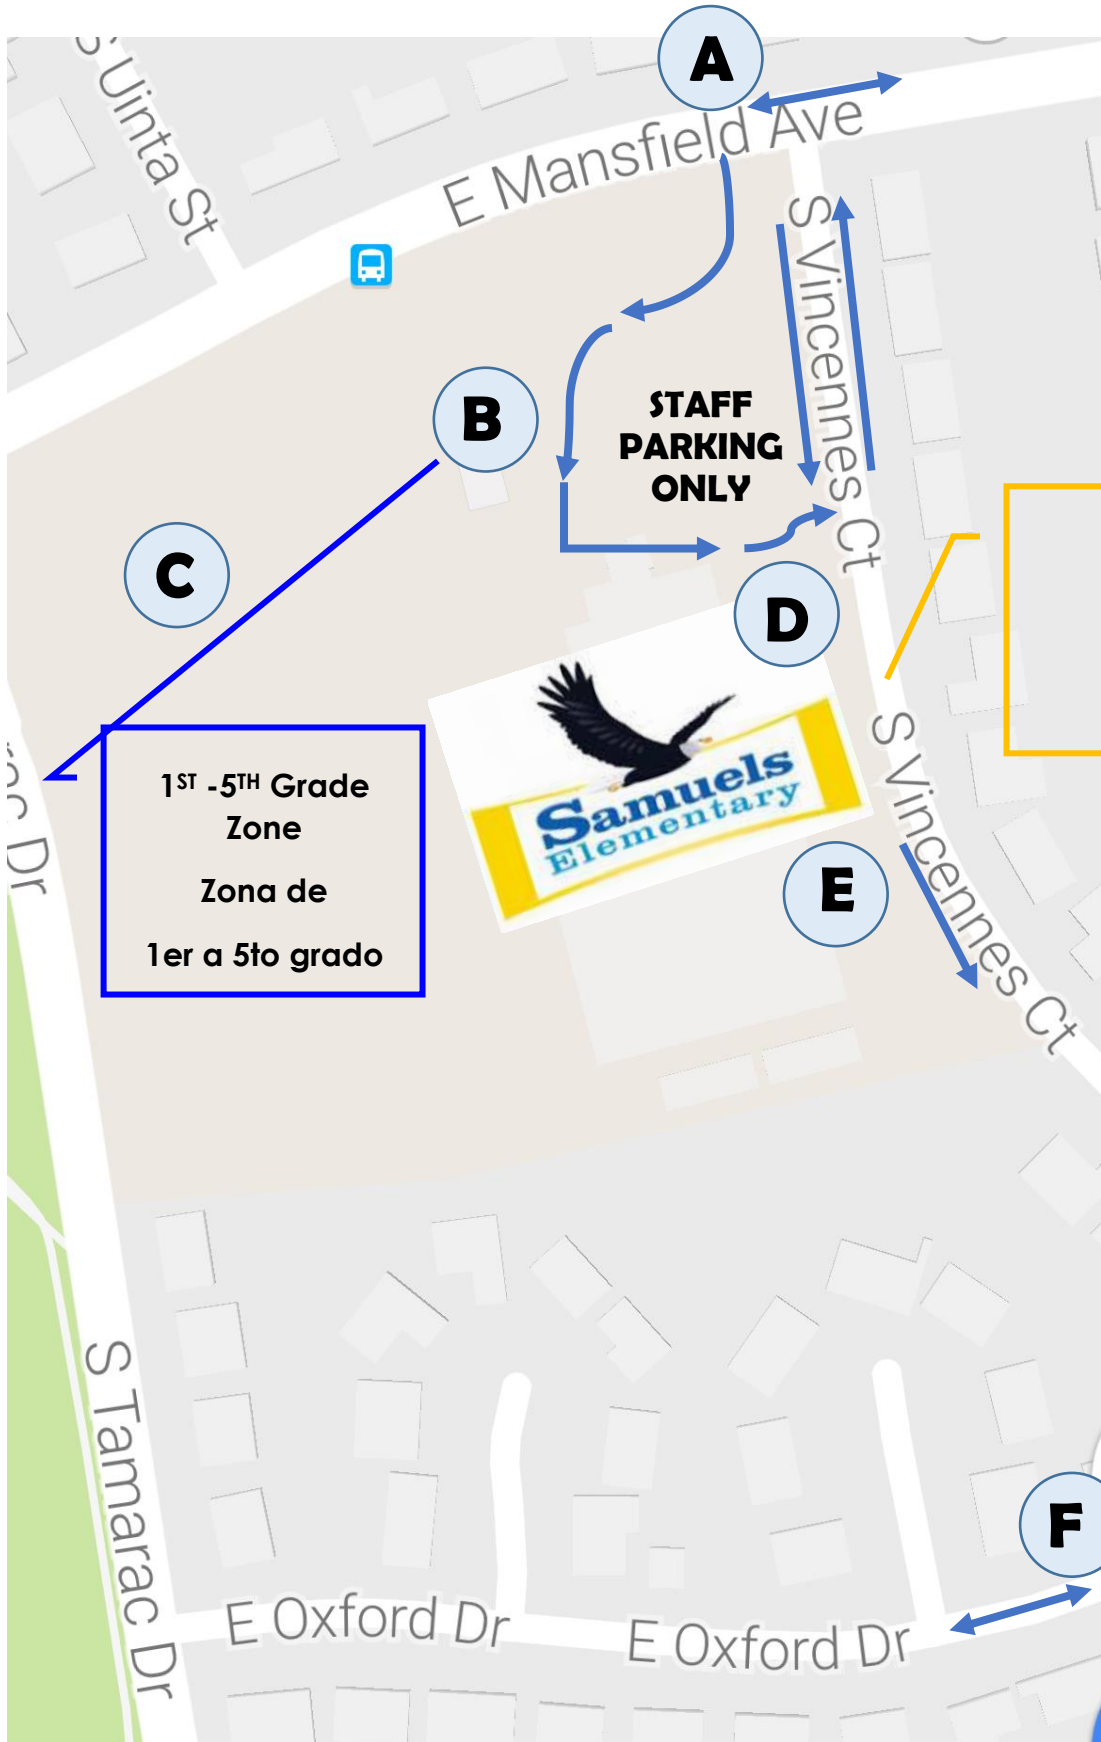 A
S Uinta St
E Mansfield Ave
S Vincennes Ct
B
STAFF
PARKING
ONLY
C
D
1ST -5TH Grade
Zone
Zona de
1er a 5to grado
Samuels
Elementary
S Vincennes Ct
E
Dr
S Tamarac Dr
F
E Oxford Dr
E Oxford Dr